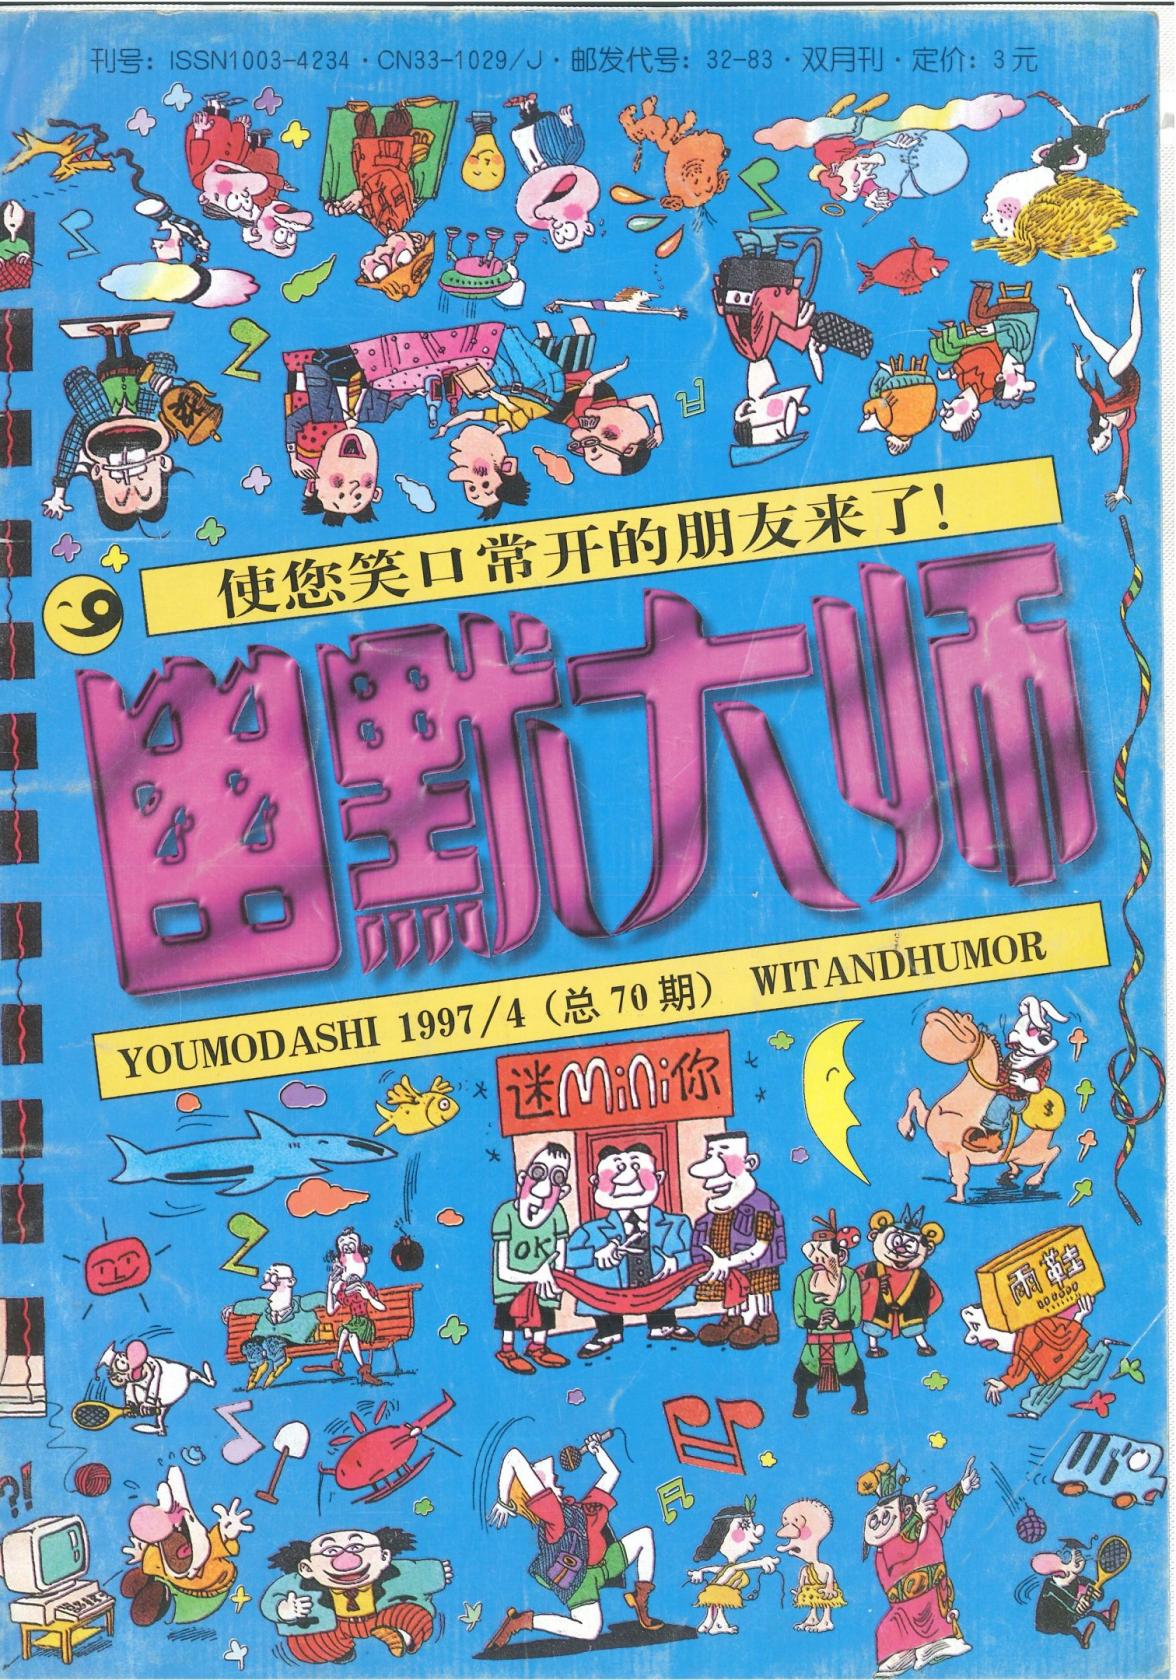 刊号：ISSN1003-4234·CN33-1029/J·邮发代号：32-83·双月刊·定价：3元
使您笑口常开的朋友来了！
幽默大师
YOUMODASHI 1997/4（总70期） WITANDHUMOR
迷MiNi你
OK
$
雨鞋
?!